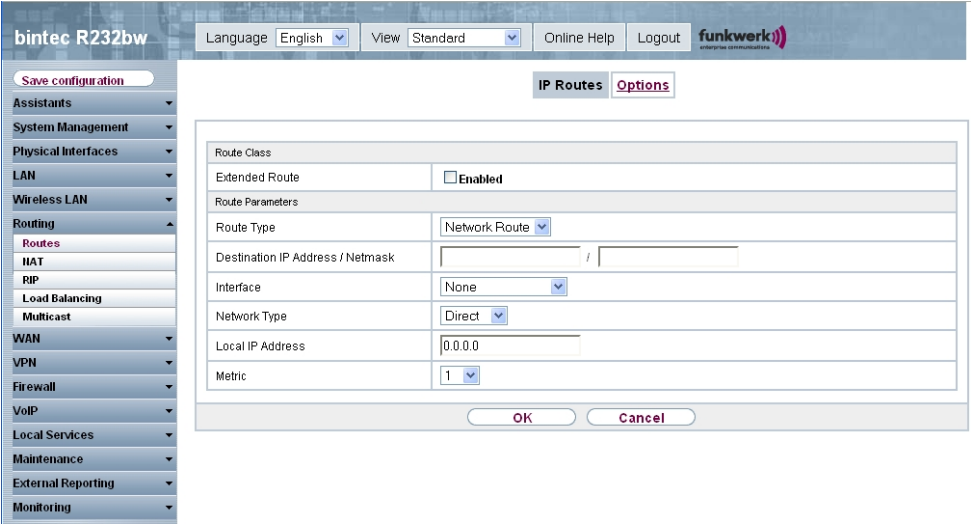 bintec R232bw
Language English View Standard Online Help Logout funkwerk
enterprise communications
Save configuration
Assistants
System Management
Physical Interfaces
LAN
Wireless LAN
Routing
Routes
NAT
RIP
Load Balancing
Multicast
WAN
VPN
Firewall
VoIP
Local Services
Maintenance
External Reporting
Monitoring
IP Routes Options
Route Class
Extended Route Enabled
Route Parameters
Route Type Network Route
Destination IP Address / Netmask /
Interface None
Network Type Direct
Local IP Address 0.0.0.0
Metric 1
OK Cancel